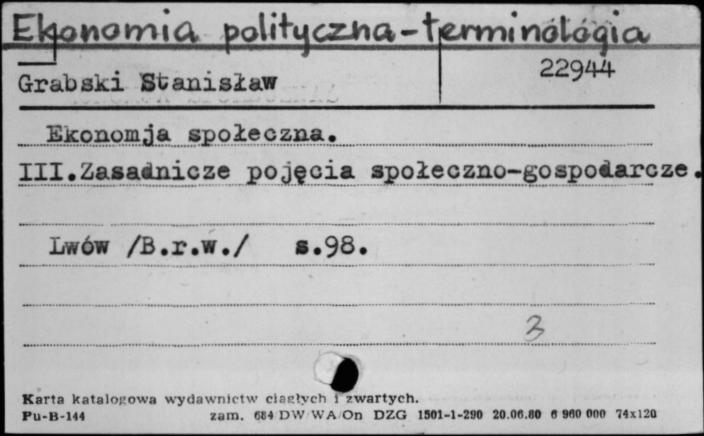 Ekonomia polityczna-terminologia
22944
Grabski Stanisław
Ekonomja społeczna.
III.Zasadnicze pojęcia społeczno-gospodarcze.
Lwów /B.r.w./ s.98.
3
Karta katalogowa wydawnictw ciągłych i zwartych.
Pu-B-144 zam. 684 DW WA/On DZG 1501-1-290 20.06.80 6 960 000 74x120